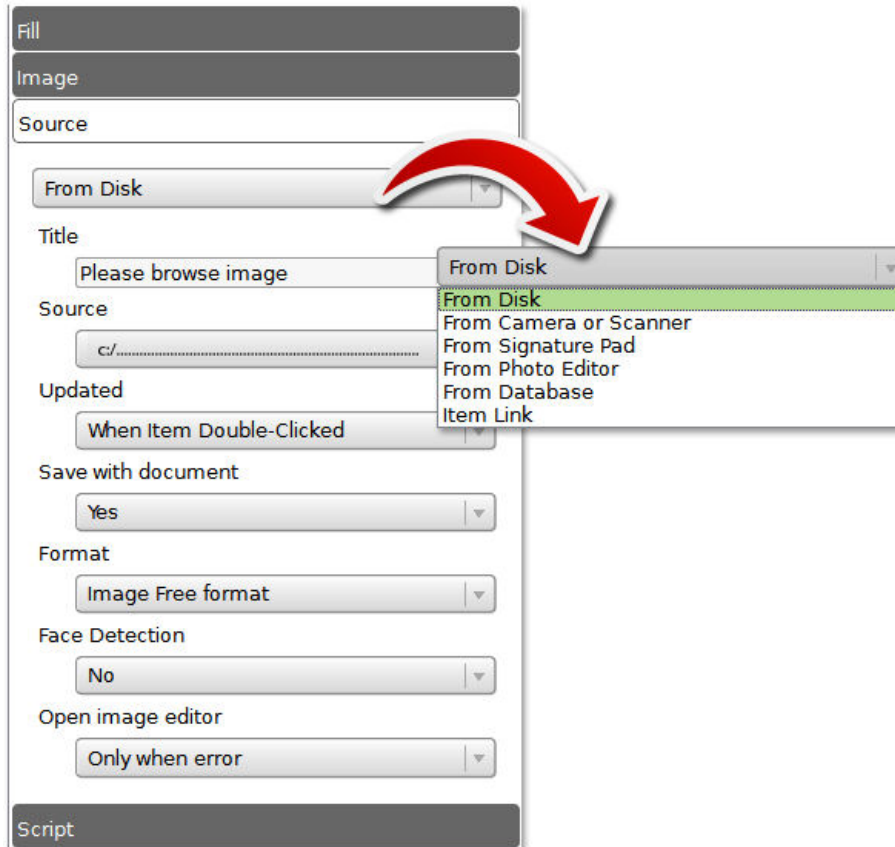 Fill
Image
Source
From Disk
Title
Please browse image
Source
c:/..........................................................................................
Updated
When Item Double-Clicked
Save with document
Yes
Format
Image Free format
Face Detection
No
Open image editor
Only when error
Script
From Disk
From Disk
From Camera or Scanner
From Signature Pad
From Photo Editor
From Database
Item Link